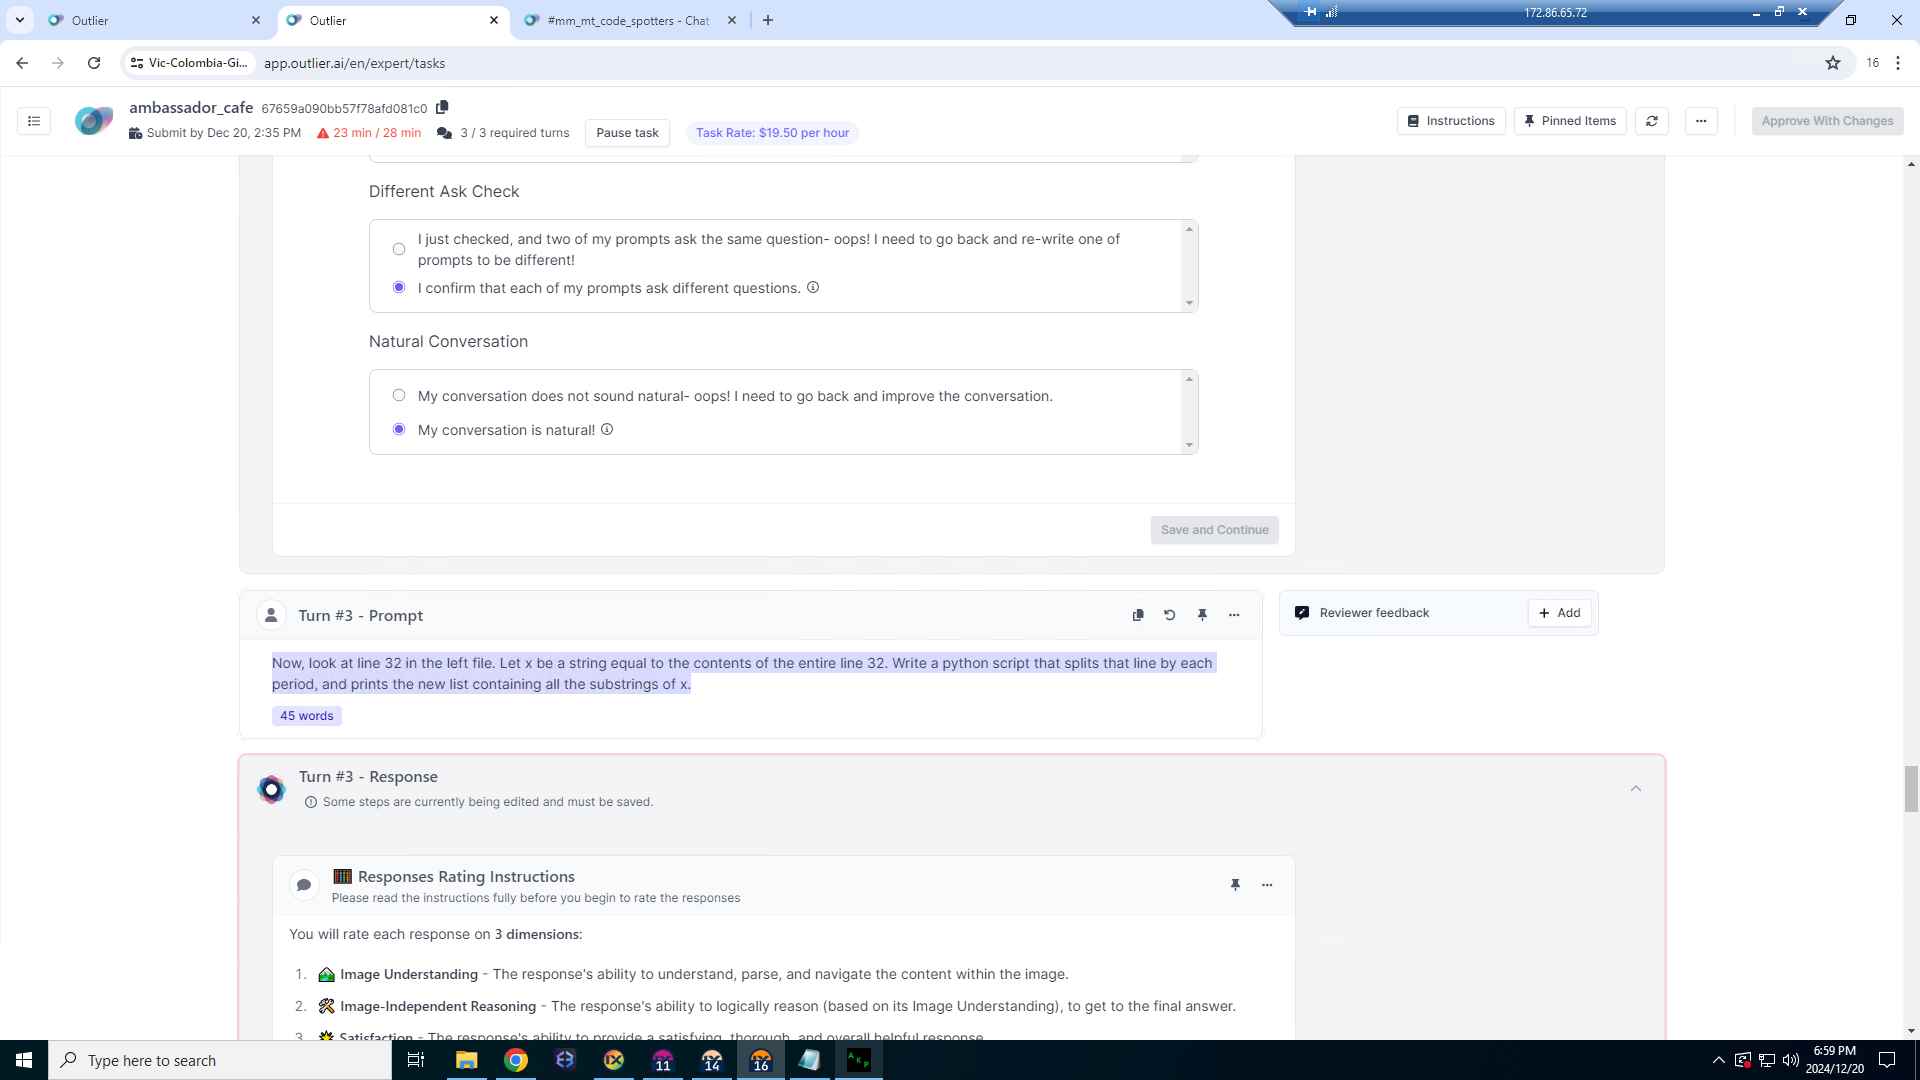 Outlier
Outlier
#mm_mt_code_spotters - Chat
172.86.65.72
Vic-Colombia-Gi...
app.outlier.ai/en/expert/tasks
16
ambassador_cafe 67659a090bb57f78afd081c0
Submit by Dec 20, 2:35 PM
23 min / 28 min
3 / 3 required turns
Pause task
Task Rate: $19.50 per hour
Instructions
Pinned Items
Approve With Changes
Different Ask Check
I just checked, and two of my prompts ask the same question- oops! I need to go back and re-write one of
prompts to be different!
I confirm that each of my prompts ask different questions.
Natural Conversation
My conversation does not sound natural- oops! I need to go back and improve the conversation.
My conversation is natural!
Save and Continue
Turn #3 - Prompt
Reviewer feedback
Add
Now, look at line 32 in the left file. Let x be a string equal to the contents of the entire line 32. Write a python script that splits that line by each
period, and prints the new list containing all the substrings of x.
45 words
Turn #3 - Response
Some steps are currently being edited and must be saved.
Responses Rating Instructions
Please read the instructions fully before you begin to rate the responses
You will rate each response on 3 dimensions:
1. Image Understanding - The response's ability to understand, parse, and navigate the content within the image.
2. Image-Independent Reasoning - The response's ability to logically reason (based on its Image Understanding), to get to the final answer.
3. Satisfaction - The response's ability to provide a satisfying, thorough, and overall helpful response.
Type here to search
11
14
16
6:59 PM
2024/12/20